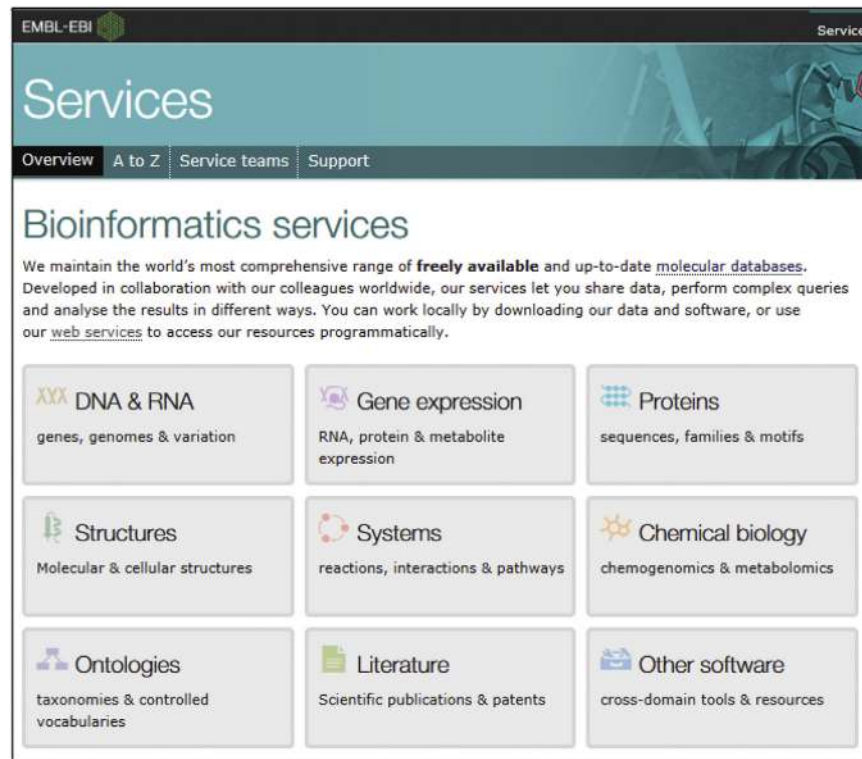 EMBL-EBI
Services
Overview A to Z Service teams Support
Bioinformatics services
We maintain the world's most comprehensive range of freely available and up-to-date molecular databases.
Developed in collaboration with our colleagues worldwide, our services let you share data, perform complex queries
and analyse the results in different ways. You can work locally by downloading our data and software, or use
our web services to access our resources programmatically.
DNA & RNA
genes, genomes & variation
Gene expression
RNA, protein & metabolite
expression
Proteins
sequences, families & motifs
Structures
Molecular & cellular structures
Systems
reactions, interactions & pathways
Chemical biology
chemogenomics & metabolomics
Ontologies
taxonomies & controlled
vocabularies
Literature
Scientific publications & patents
Other software
cross-domain tools & resources